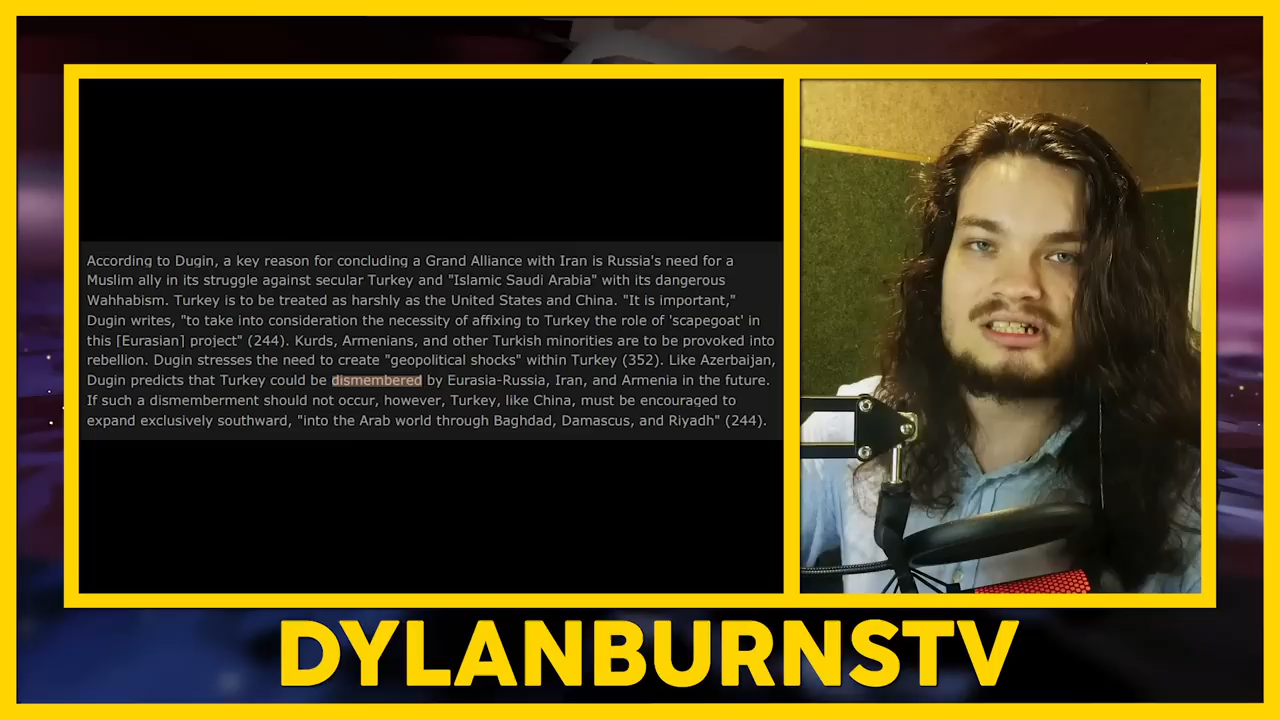 According to Dugin, a key reason for concluding a Grand Alliance with Iran is Russia's need for a
Muslim ally in its struggle against secular Turkey and "Islamic Saudi Arabia" with its dangerous
Wahhabism. Turkey is to be treated as harshly as the United States and China. "It is important,"
Dugin writes, "to take into consideration the necessity of affixing to Turkey the role of 'scapegoat' in
this [Eurasian] project" (244). Kurds, Armenians, and other Turkish minorities are to be provoked into
rebellion. Dugin stresses the need to create "geopolitical shocks" within Turkey (352). Like Azerbaijan,
Dugin predicts that Turkey could be dismembered by Eurasia-Russia, Iran, and Armenia in the future.
If such a dismemberment should not occur, however, Turkey, like China, must be encouraged to
expand exclusively southward, "into the Arab world through Baghdad, Damascus, and Riyadh" (244).
DYLANBURNSTV